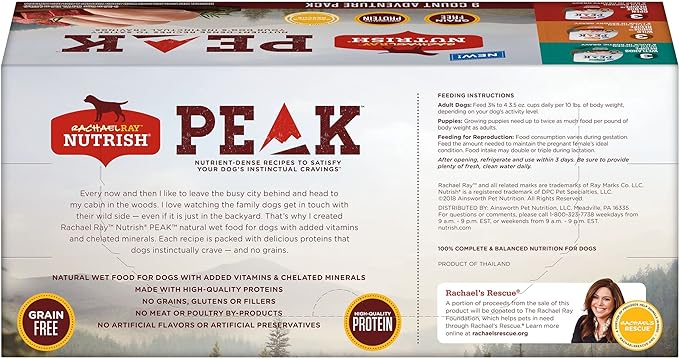 9 COUNT ADVENTURE PACK
PEAK
RACHAEL RAY
NUTRISH
NEW!
3
3
3
RACHAEL RAY
NUTRISH®
PEAK™
NUTRIENT-DENSE RECIPES TO SATISFY
YOUR DOG'S INSTINCTUAL CRAVINGS™
Every now and then I like to leave the busy city behind and head to
my cabin in the woods. I love watching the family dogs get in touch with
their wild side — even if it is just in the backyard. That's why I created
Rachael Ray™ Nutrish® PEAK™ natural wet food for dogs with added vitamins
and chelated minerals. Each recipe is packed with delicious proteins that
dogs instinctually crave — and no grains.
NATURAL WET FOOD FOR DOGS WITH ADDED VITAMINS & CHELATED MINERALS
MADE WITH HIGH-QUALITY PROTEINS
NO GRAINS, GLUTENS OR FILLERS
NO MEAT OR POULTRY BY-PRODUCTS
NO ARTIFICIAL FLAVORS OR ARTIFICIAL PRESERVATIVES
GRAIN
FREE
HIGH-QUALITY
PROTEIN
FEEDING INSTRUCTIONS
Adult Dogs: Feed 3¾ to 4 3.5 oz. cups daily per 10 lbs. of body weight,
depending on your dog's activity level.
Puppies: Growing puppies need up to twice as much food per pound of
body weight as adults.
Feeding for Reproduction: Food consumption varies during gestation.
Feed the amount needed to maintain the pregnant female's ideal
condition. Food intake may double or triple during lactation.
After opening, refrigerate and use within 3 days. Be sure to provide
plenty of fresh, clean water daily.
Rachael Ray™ and all related marks are trademarks of Ray Marks Co. LLC.
Nutrish® is a registered trademark of DPC Pet Specialties, LLC.
©2018 Ainsworth Pet Nutrition, LLC. All Rights Reserved.
DISTRIBUTED BY: Ainsworth Pet Nutrition, LLC. Meadville, PA 16335
For questions or comments, please call 1-800-323-7738 weekdays from
9 a.m. - 9 p.m. EST, or weekends from 9 a.m. - 9 p.m. EST.
nutrish.com
100% COMPLETE & BALANCED NUTRITION FOR DOGS
PRODUCT OF THAILAND
Rachael's Rescue®
A portion of proceeds from the sale of this
product will be donated to The Rachael Ray
Foundation, which helps pets in need
through Rachael's Rescue.® Learn more
online at rachaelsrescue.org
RACHAEL'S
RESCUE